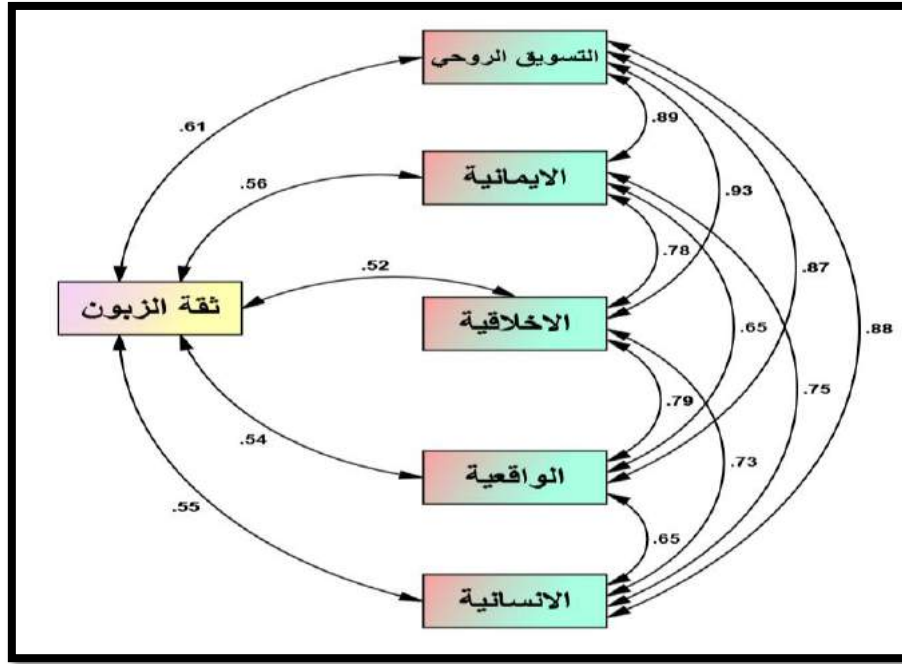 التسويق الروحي
.61
.89
.56
الايمانية
.93
.78
.52
.87
ثقة الزبون
الاخلاقية
.65
.88
.75
.79
.54
.73
الواقعية
.55
.65
الانسانية